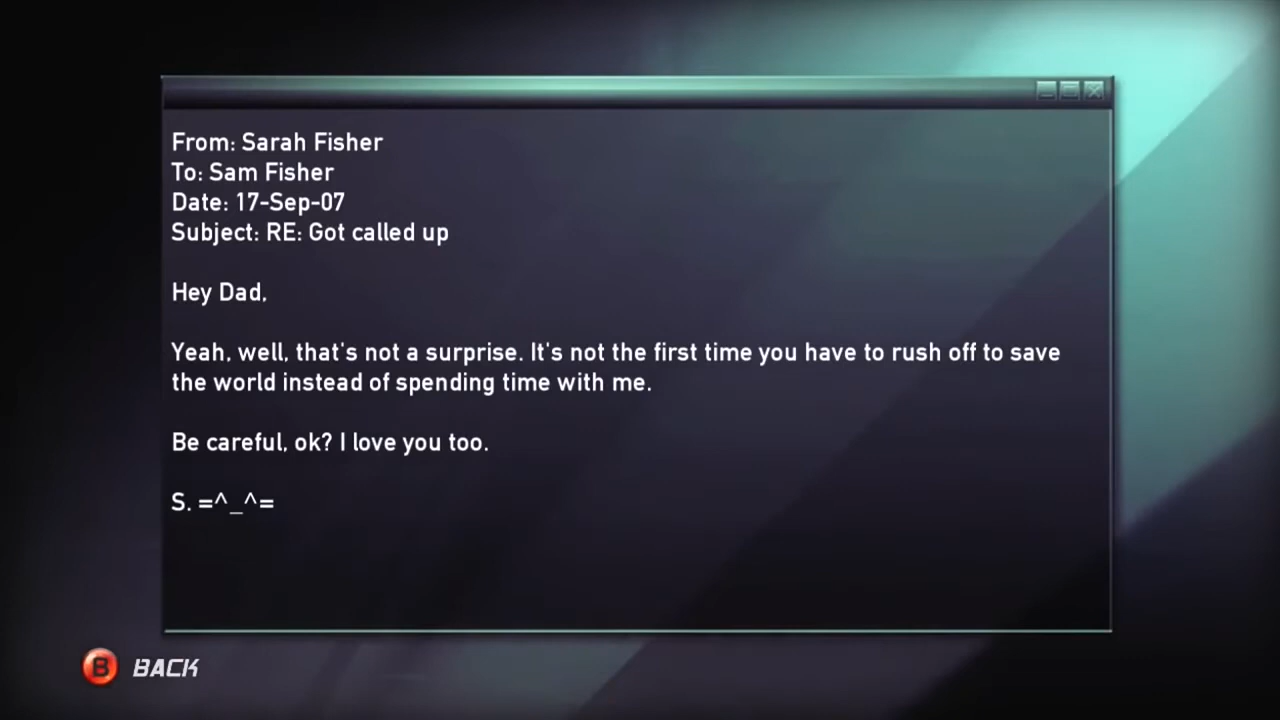 From: Sarah Fisher
To: Sam Fisher
Date: 17-Sep-07
Subject: RE: Got called up
Hey Dad,
Yeah, well, that's not a surprise. It's not the first time you have to rush off to save
the world instead of spending time with me.
Be careful, ok? I love you too.
S. =^_^=
B BACK